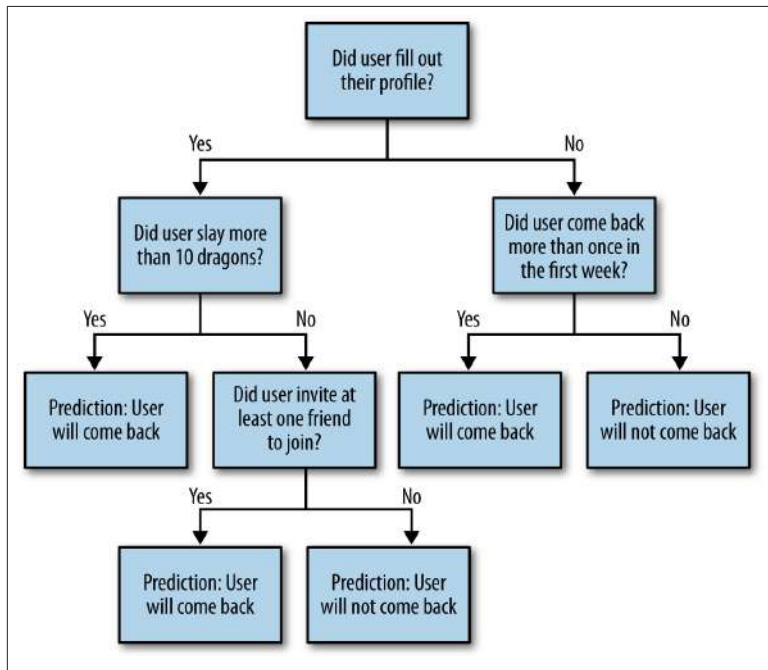 Did user fill out
their profile?
Yes
No
Did user slay more
than 10 dragons?
Did user come back
more than once in
the first week?
Yes
No
Yes
No
Prediction: User
will come back
Did user invite at
least one friend
to join?
Prediction: User
will come back
Prediction: User
will not come back
Yes
No
Prediction: User
will come back
Prediction: User
will not come back